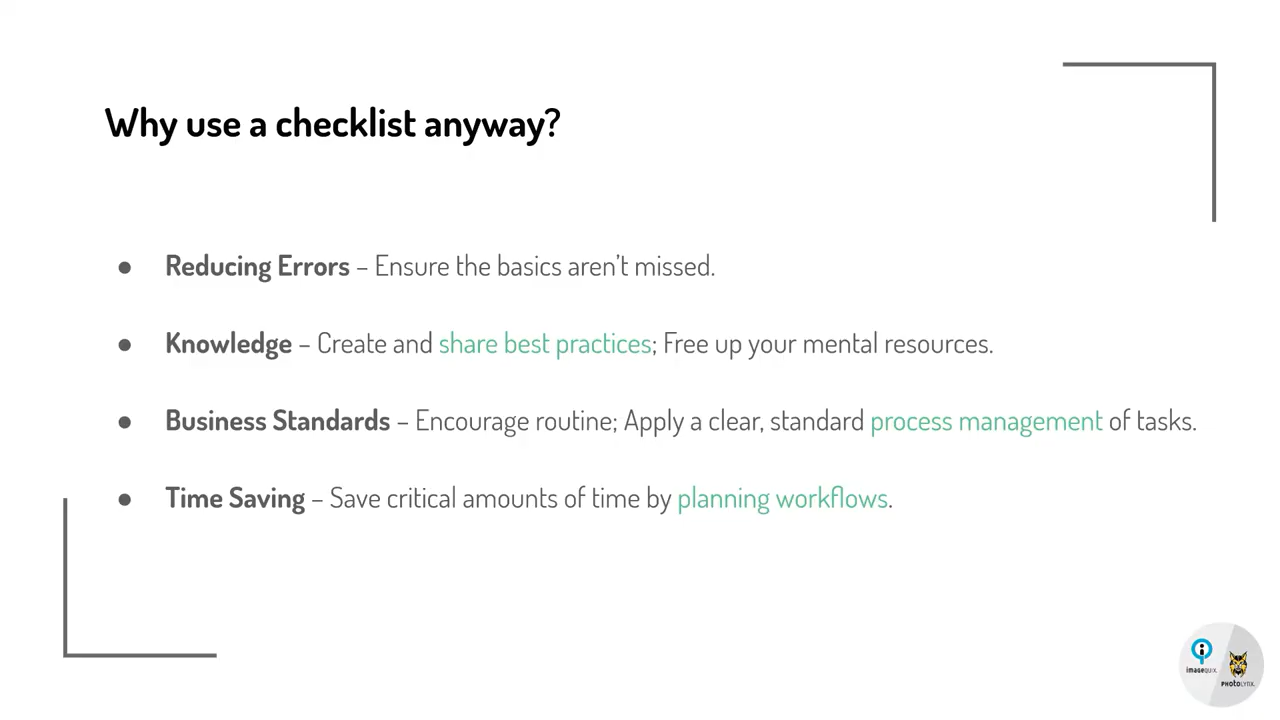 Why use a checklist anyway?
● Reducing Errors – Ensure the basics aren't missed.
● Knowledge – Create and share best practices; Free up your mental resources.
● Business Standards – Encourage routine; Apply a clear, standard process management of tasks.
● Time Saving – Save critical amounts of time by planning workflows.
imagequix.
PHOTOLYNX.